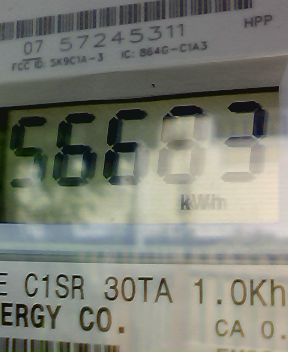 HPP
07 57245311
FCC ID: SK9C1A-3 IC: 864G-C1A3
56683
kWh
E C1SR 30TA 1.0Kh
ERGY CO.
CA 0.